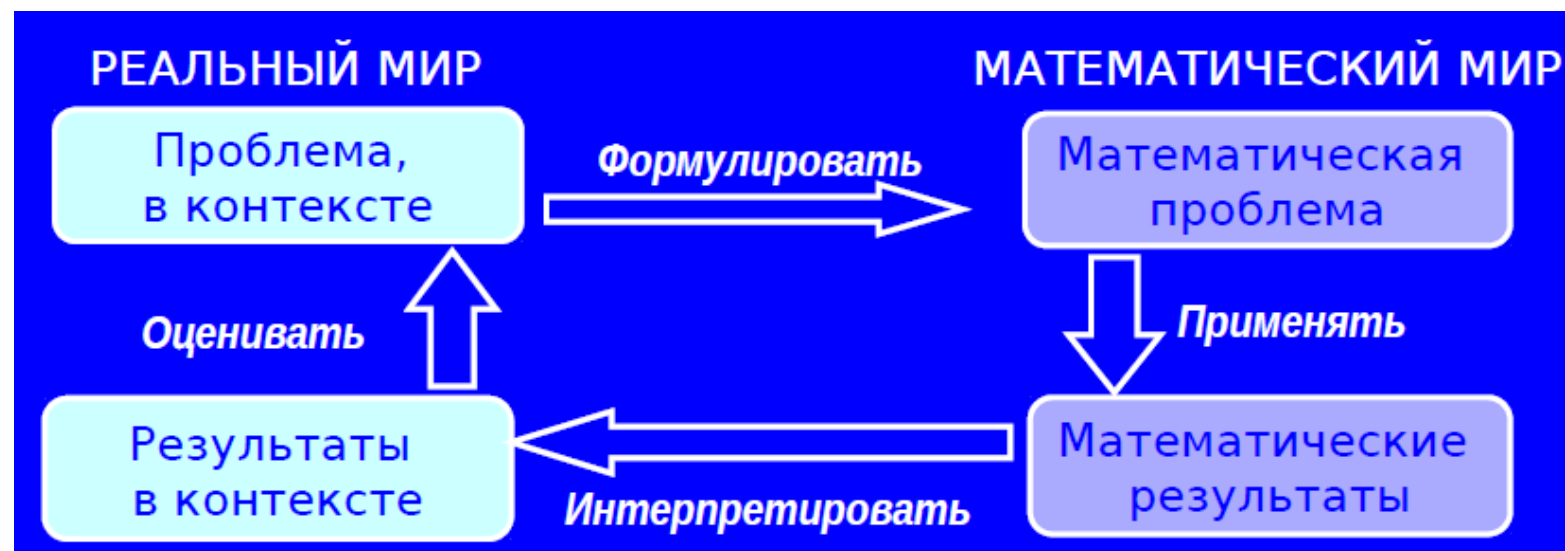 РЕАЛЬНЫЙ МИР
МАТЕМАТИЧЕСКИЙ МИР
Проблема,
в контексте
Формулировать
Математическая
проблема
Оценивать
Применять
Результаты
в контексте
Интерпретировать
Математические
результаты